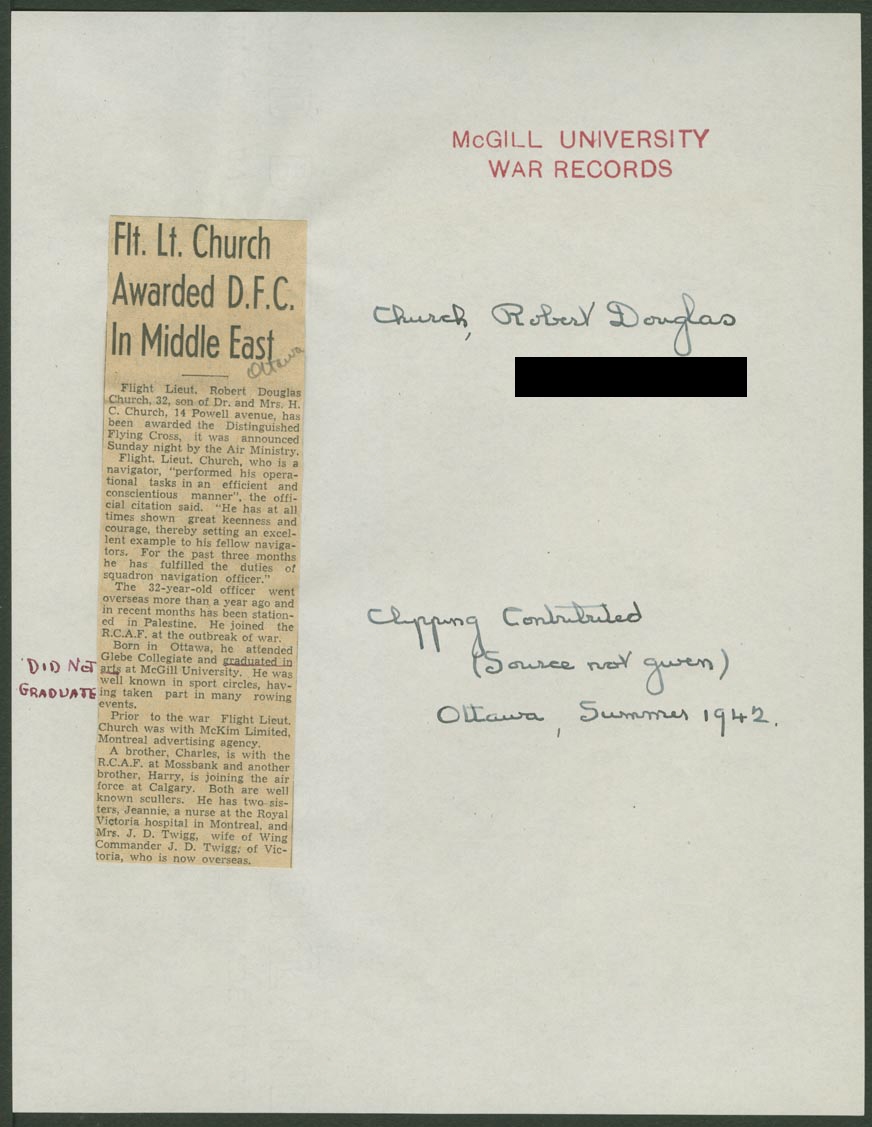 McGILL UNIVERSITY
WAR RECORDS
Flt. Lt. Church
Awarded D.F.C.
In Middle East
Ottawa
Flight Lieut. Robert Douglas
Church, 32, son of Dr. and Mrs. H.
C. Church, 14 Powell avenue, has
been awarded the Distinguished
Flying Cross, it was announced
Sunday night by the Air Ministry.
Flight. Lieut. Church, who is a
navigator, "performed his opera-
tional tasks in an efficient and
conscientious manner", the offi-
cial citation said. "He has at all
times shown great keenness and
courage, thereby setting an excel-
lent example to his fellow naviga-
tors. For the past three months
he has fulfilled the duties of
squadron navigation officer."
The 32-year-old officer went
overseas more than a year ago and
in recent months has been station-
ed in Palestine. He joined the
R.C.A.F. at the outbreak of war.
Born in Ottawa, he attended
Glebe Collegiate and graduated in
arts at McGill University. He was
well known in sport circles, hav-
ing taken part in many rowing
events.
Prior to the war Flight Lieut.
Church was with McKim Limited,
Montreal advertising agency.
A brother, Charles, is with the
R.C.A.F. at Mossbank and another
brother, Harry, is joining the air
force at Calgary. Both are well
known scullers. He has two sis-
ters, Jeannie, a nurse at the Royal
Victoria hospital in Montreal, and
Mrs. J. D. Twigg, wife of Wing
Commander J. D. Twigg, of Vic-
toria, who is now overseas.
DID NOT
GRADUATE
Church, Robert Douglas
Clipping Contributed
(Source not given)
Ottawa, Summer 1942.